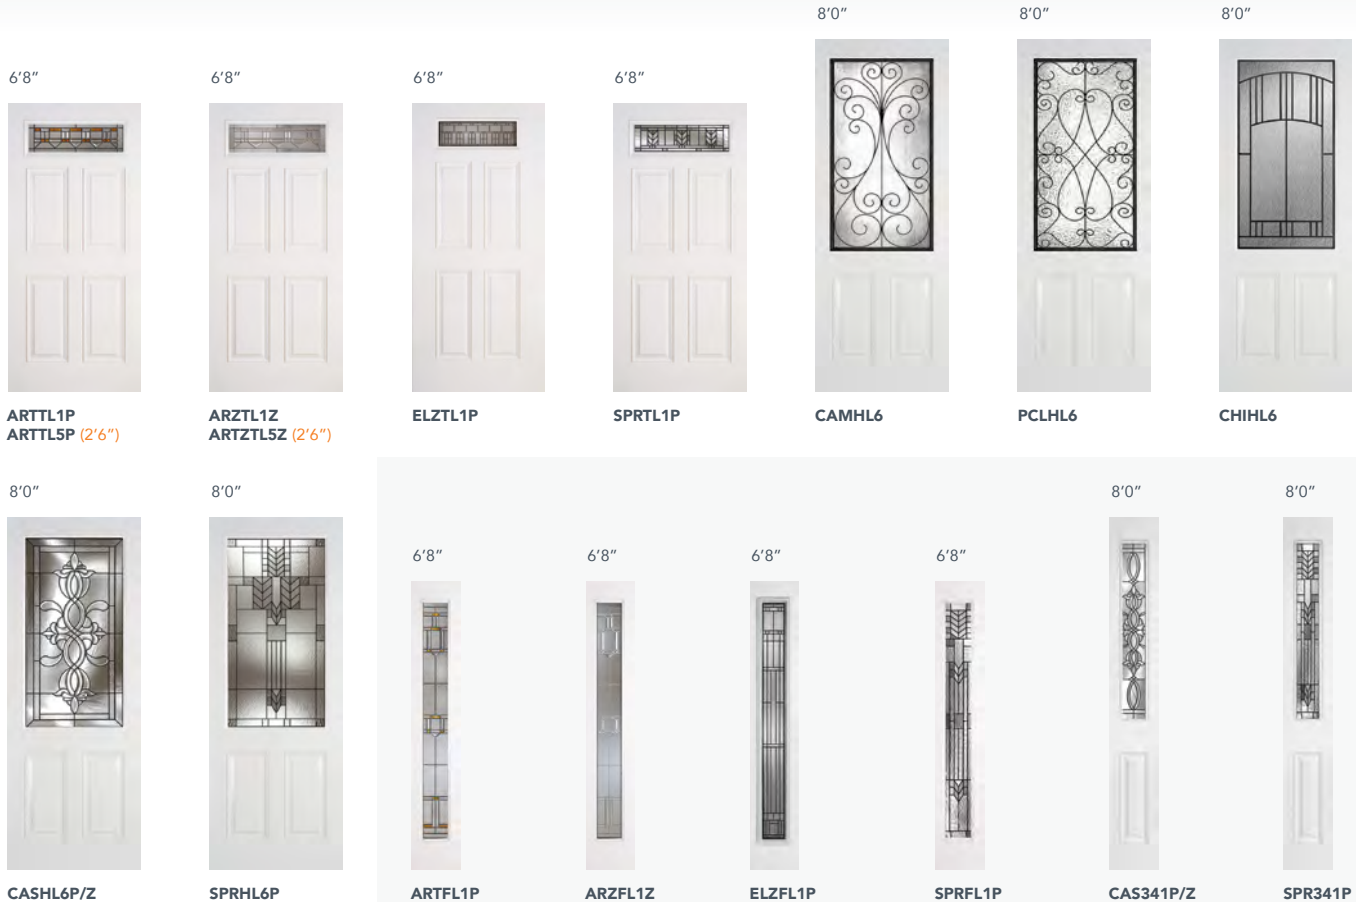 8’0”
8’0”
8’0”
6’8”
6’8”
6’8”
6’8”
ARTTL1P
ARTTL5P (2’6”)
ARZTL1Z
ARTZTL5Z (2’6”)
ELZTL1P
SPRTL1P
CAMHL6
PCLHL6
CHIHL6
8’0”
8’0”
8’0”
8’0”
6’8”
6’8”
6’8”
6’8”
CASHL6P/Z
SPRHL6P
ARTFL1P
ARZFL1Z
ELZFL1P
SPRFL1P
CAS341P/Z
SPR341P